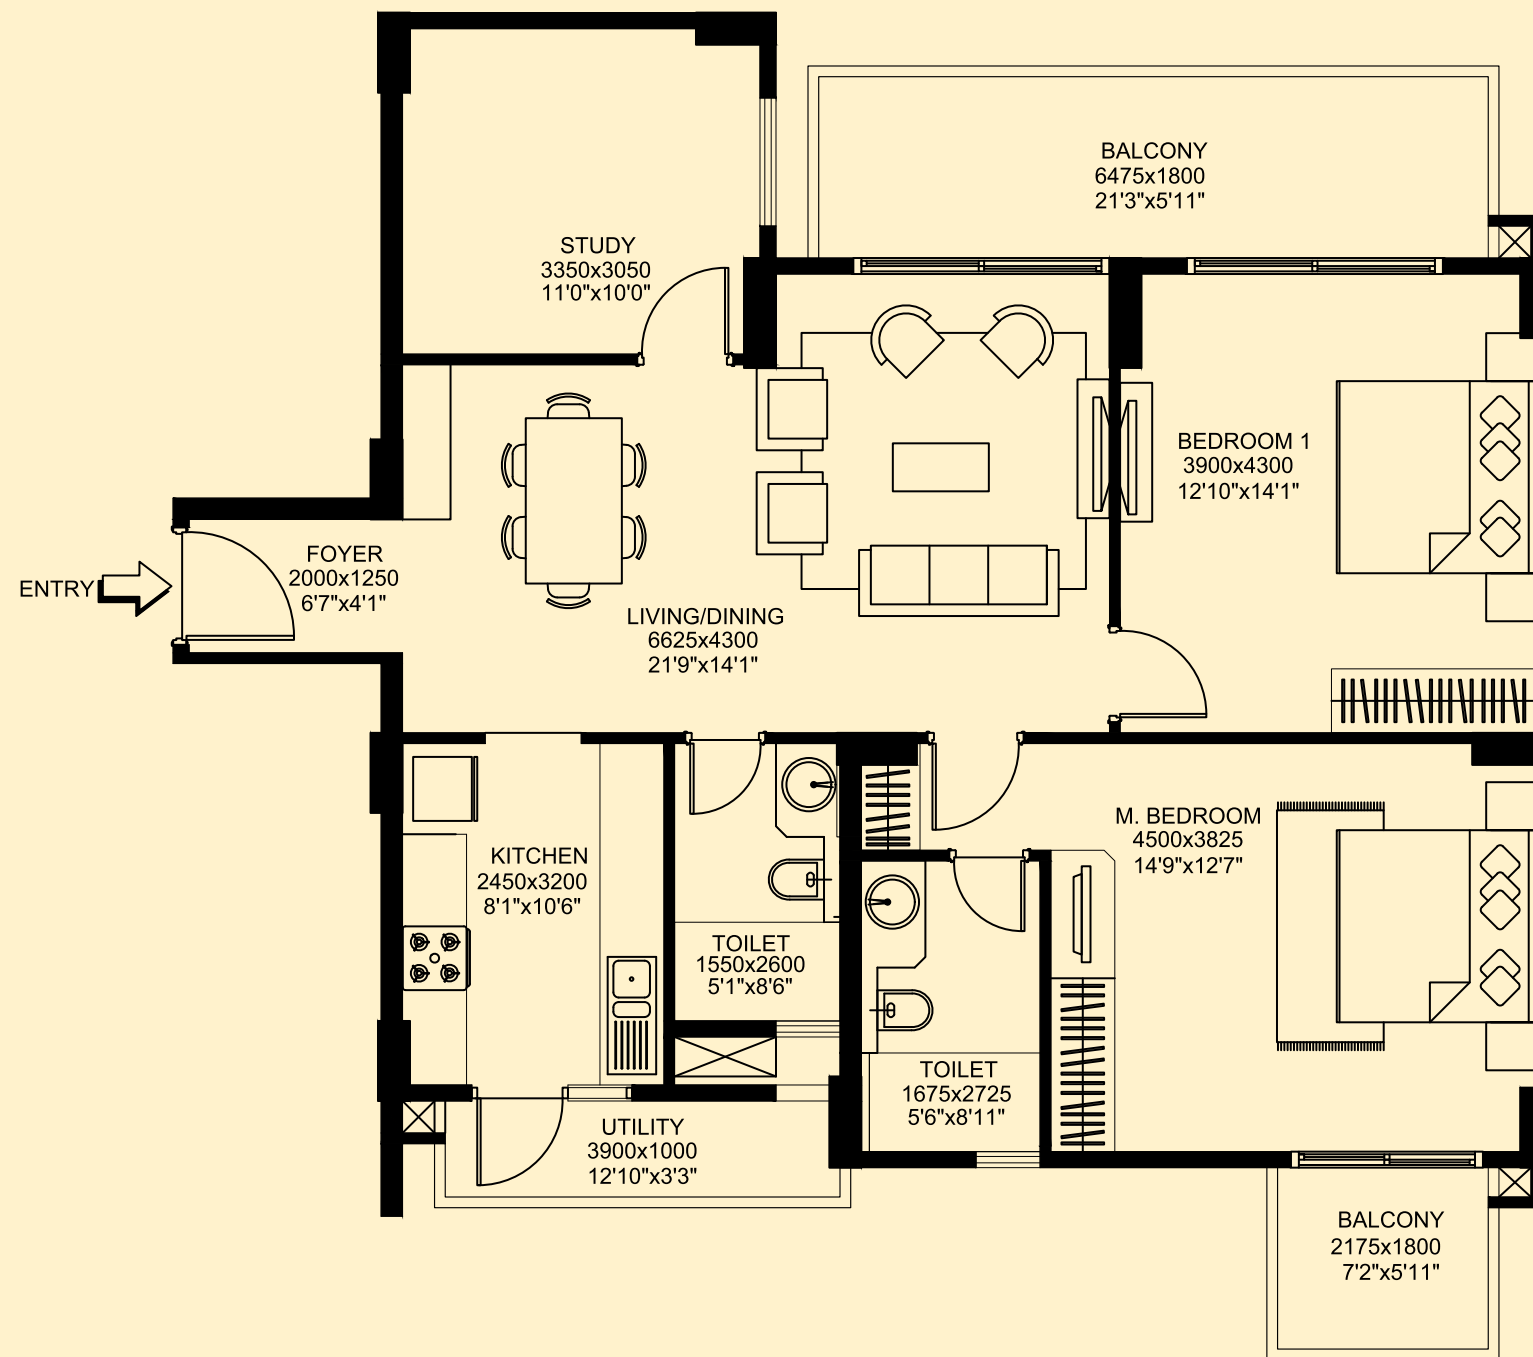 BALCONY
6475x1800
21'3"x5'11"
STUDY
3350x3050
11'0"x10'0"
BEDROOM 1
3900x4300
12'10"x14'1"
FOYER
2000x1250
6'7"x4'1"
ENTRY
LIVING/DINING
6625x4300
21'9"x14'1"
M. BEDROOM
4500x3825
14'9"x12'7"
KITCHEN
2450x3200
8'1"x10'6"
TOILET
1550x2600
5'1"x8'6"
TOILET
1675x2725
5'6"x8'11"
UTILITY
3900x1000
12'10"x3'3"
BALCONY
2175x1800
7'2"x5'11"